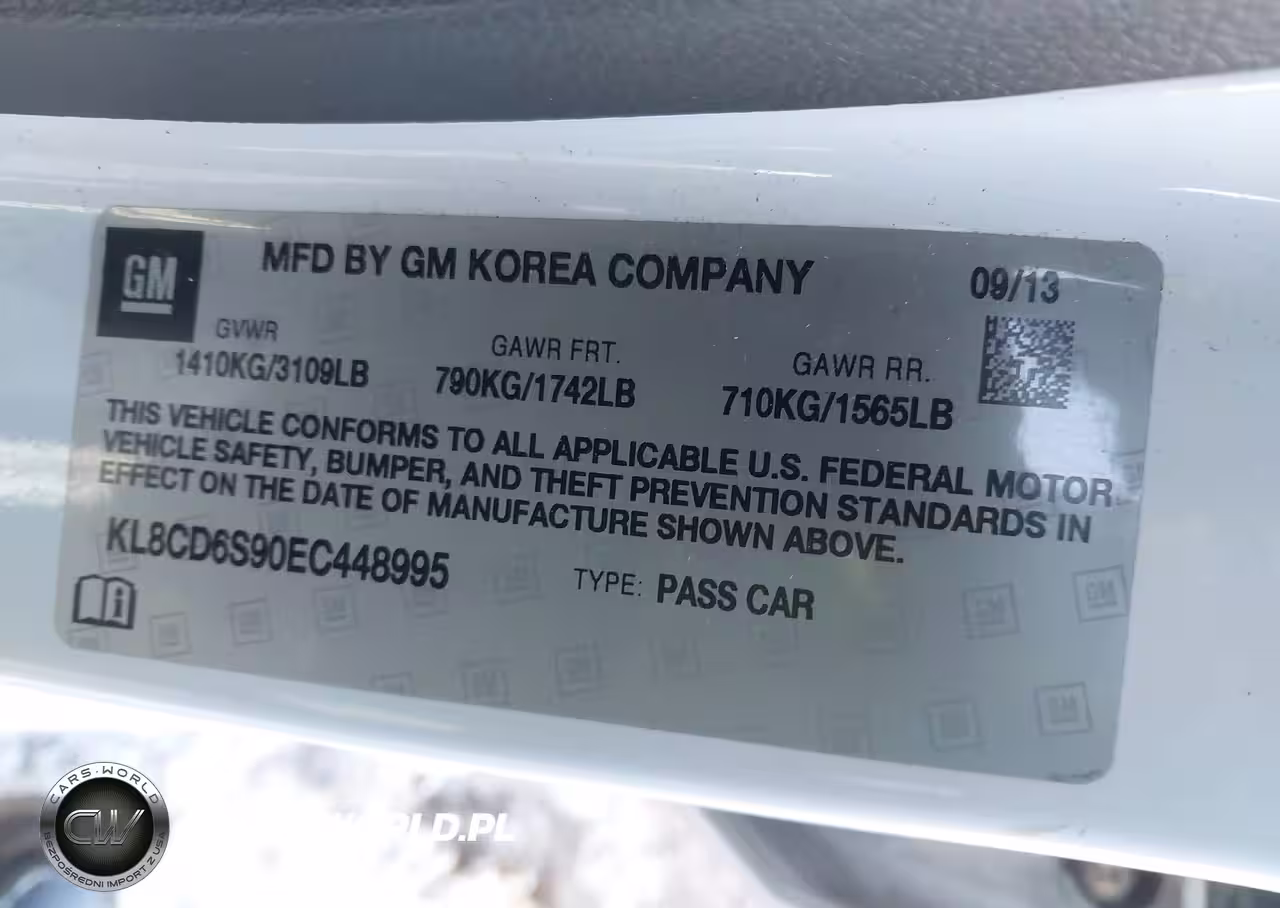 GM
MFD BY GM KOREA COMPANY
09/13
GVWR
1410KG/3109LB
GAWR FRT.
790KG/1742LB
GAWR RR.
710KG/1565LB
THIS VEHICLE CONFORMS TO ALL APPLICABLE U.S. FEDERAL MOTOR
VEHICLE SAFETY, BUMPER, AND THEFT PREVENTION STANDARDS IN
EFFECT ON THE DATE OF MANUFACTURE SHOWN ABOVE.
KL8CD6S90EC448995
TYPE: PASS CAR
CARS-WORLD
CW
BEZPOŚREDNI IMPORT Z USA